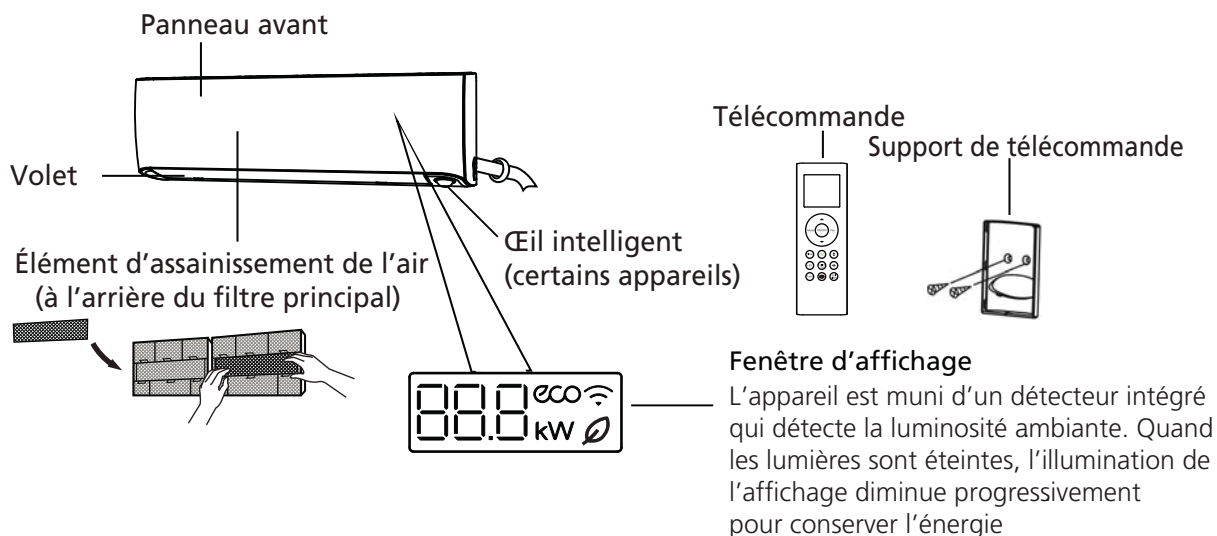 Panneau avant
Télécommande
Support de télécommande
Volet
Œil intelligent
(certains appareils)
Élément d'assainissement de l'air
(à l'arrière du filtre principal)
88.8 eco
kW
Fenêtre d'affichage
L'appareil est muni d'un détecteur intégré
qui détecte la luminosité ambiante. Quand
les lumières sont éteintes, l'illumination de
l'affichage diminue progressivement
pour conserver l'énergie